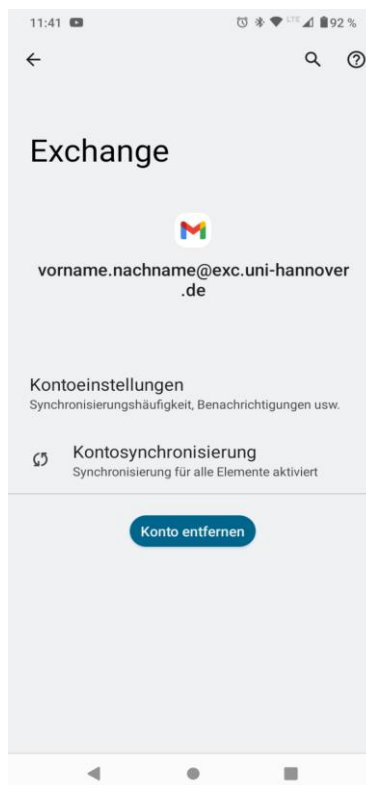 11:41 LTE 92 %
Exchange
vorname.nachname@exc.uni-hannover
.de
Kontoeinstellungen
Synchronisierungshäufigkeit, Benachrichtigungen usw.
Kontosynchronisierung
Synchronisierung für alle Elemente aktiviert
Konto entfernen